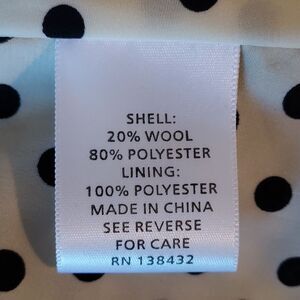 SHELL:
20% WOOL
80% POLYESTER
LINING:
100% POLYESTER
MADE IN CHINA
SEE REVERSE
FOR CARE
RN 138432